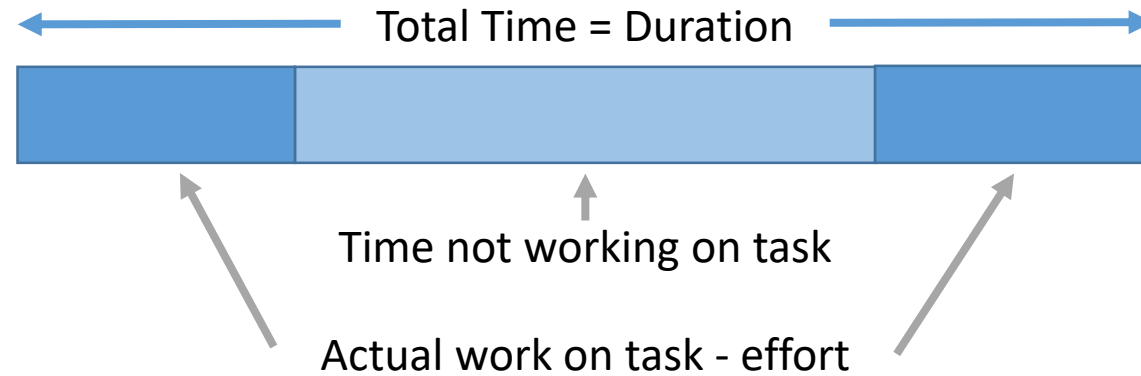 Total Time = Duration
Time not working on task
Actual work on task - effort